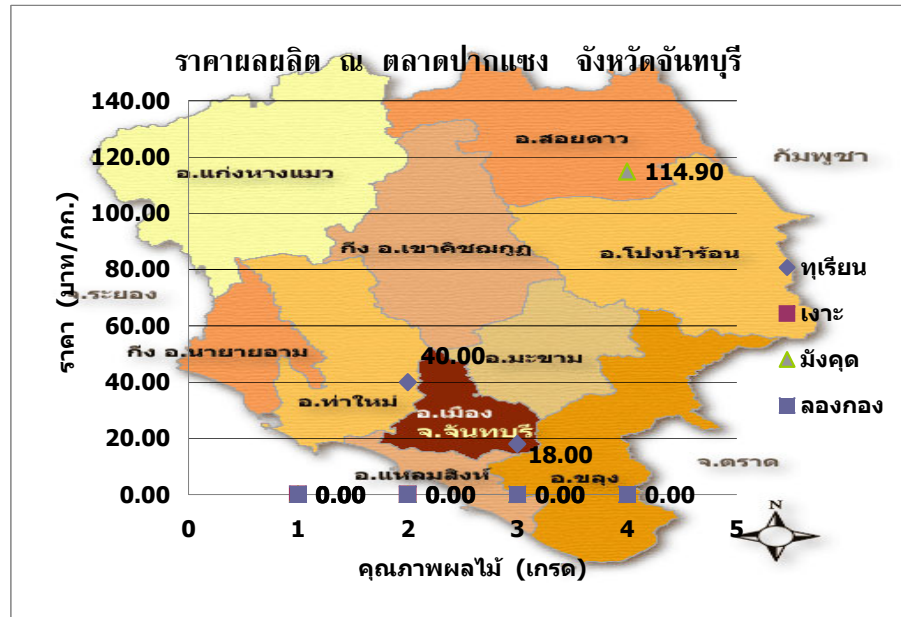 ราคาผลผลิต ณ ตลาดปากแซง จังหวัดจันทบุรี
140.00
120.00
100.00
80.00
60.00
40.00
20.00
0.00
ราคา (บาท/กก.)
0 1 2 3 4 5
คุณภาพผลไม้ (เกรด)
114.90
40.00
18.00
0.00 0.00 0.00 0.00
ทุเรียน
เงาะ
มังคุด
ลองกอง
อ.สอยดาว
กัมพูชา
อ.แก่งหางแมว
กิ่ง อ.เขาคิชฌกูฏ
อ.โป่งน้ำร้อน
จ.ระยอง
กิ่ง อ.นายายอาม
อ.มะขาม
อ.ท่าใหม่
อ.เมือง
จ.จันทบุรี
อ.แหลมสิงห์
อ.ขลุง
จ.ตราด
N